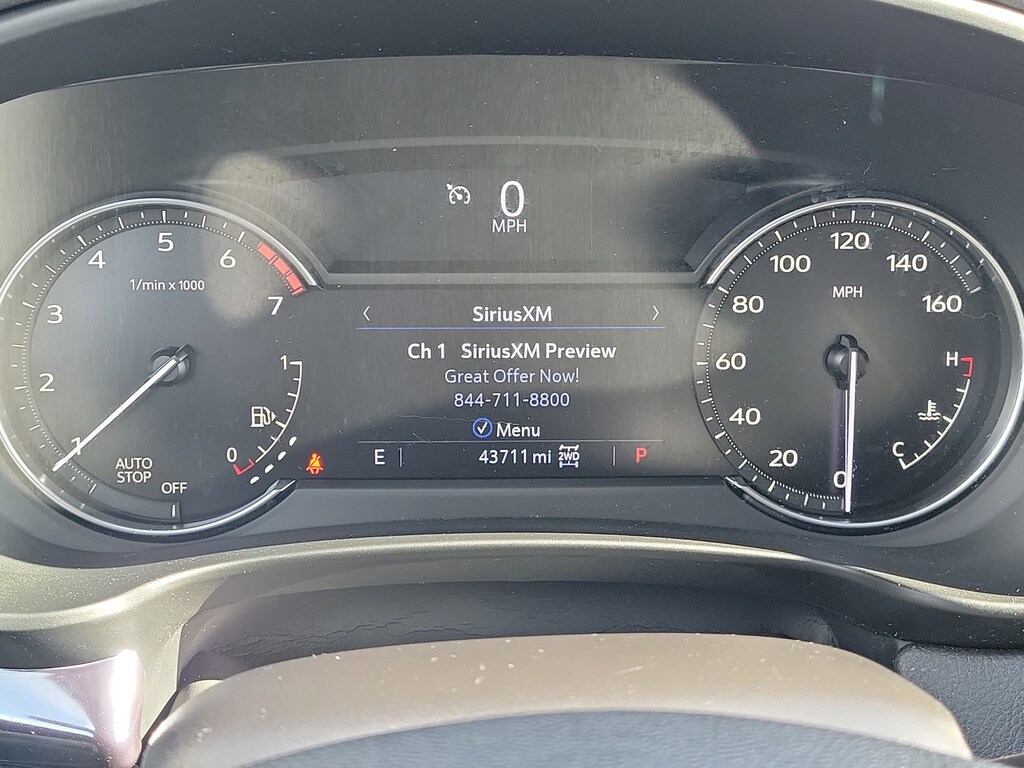 0
MPH
1/min x 1000
1
2
3
4
5
6
7
AUTO
STOP
OFF
1
0
< SiriusXM >
Ch 1 SiriusXM Preview
Great Offer Now!
844-711-8800
Menu
E
43711 mi 2WD
P
MPH
0
20
40
60
80
100
120
140
160
H
C